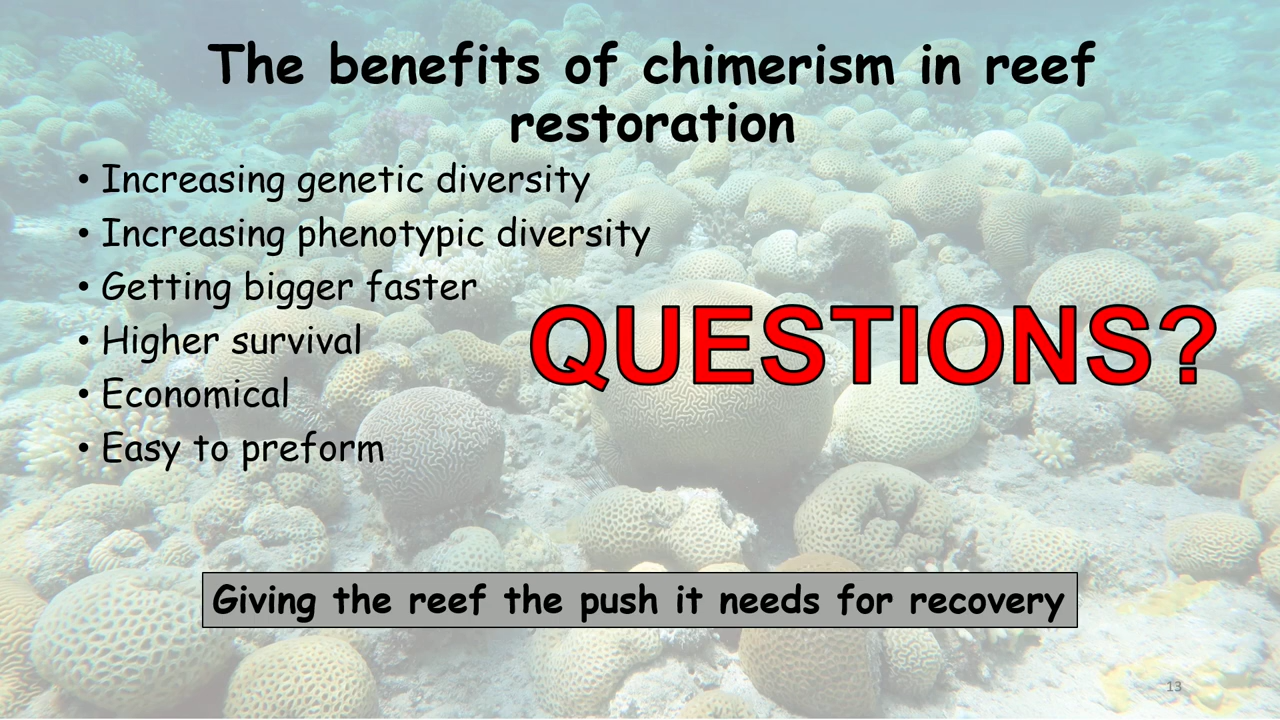 The benefits of chimerism in reef
restoration
• Increasing genetic diversity
• Increasing phenotypic diversity
• Getting bigger faster
• Higher survival
• Economical
• Easy to preform
QUESTIONS?
Giving the reef the push it needs for recovery
13